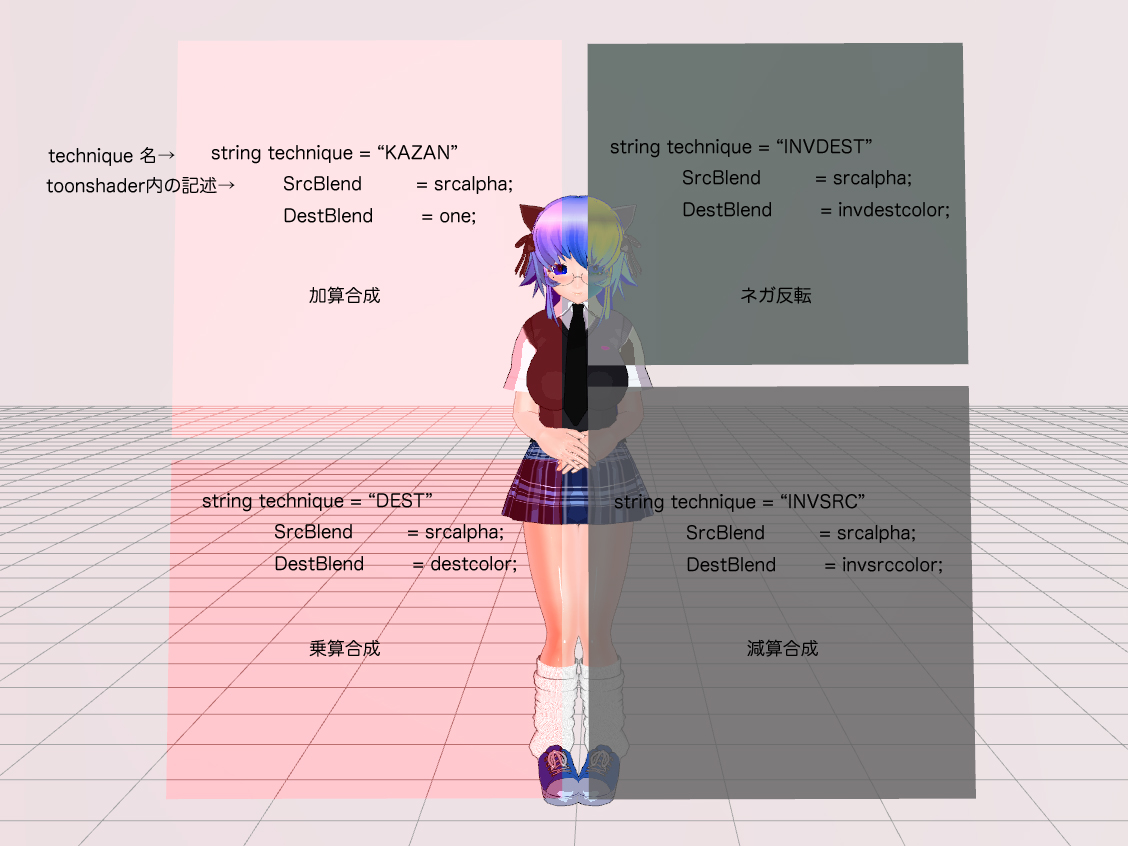 technique 名→
toonshader内の記述→
string technique = “KAZAN”
SrcBlend = srcalpha;
DestBlend = one;
加算合成
string technique = “INVDEST”
SrcBlend = srcalpha;
DestBlend = invdestcolor;
ネガ反転
string technique = “DEST”
SrcBlend = srcalpha;
DestBlend = destcolor;
乗算合成
string technique = “INVSRC”
SrcBlend = srcalpha;
DestBlend = invsrccolor;
減算合成